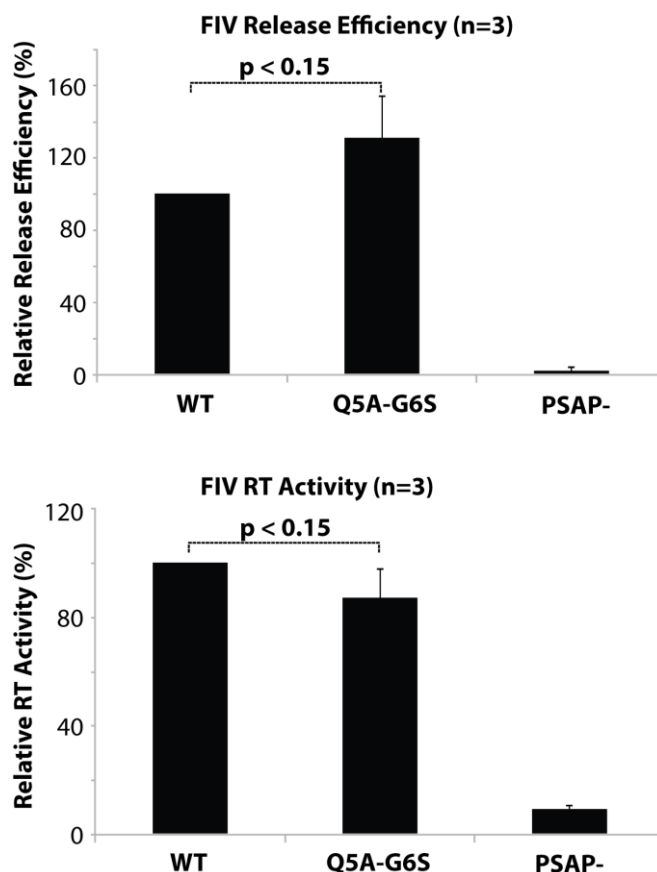 FIV Release Efficiency (n=3)
Relative Release Efficiency (%)
160
120
80
40
0
p < 0.15
WT Q5A-G6S PSAP-
FIV RT Activity (n=3)
Relative RT Activity (%)
120
80
40
0
p < 0.15
WT Q5A-G6S PSAP-